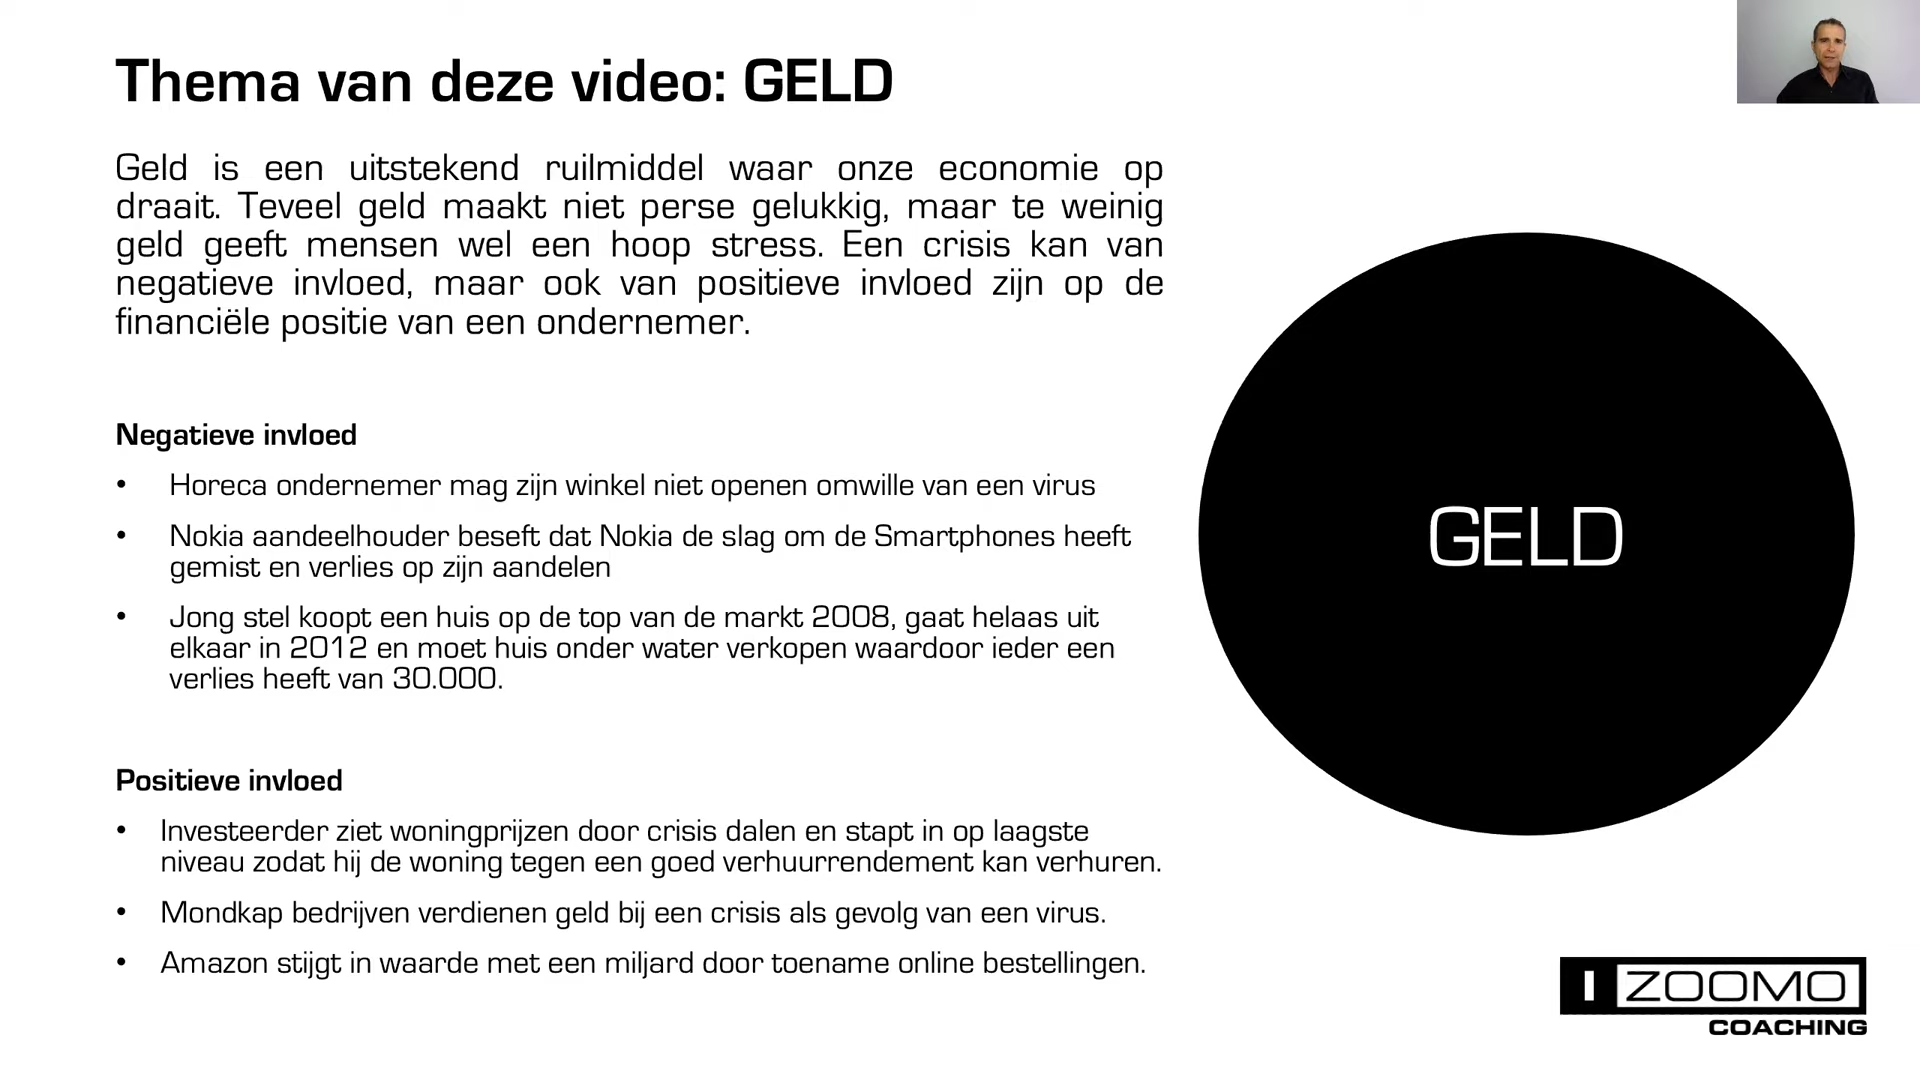 Thema van deze video: GELD
Geld is een uitstekend ruilmiddel waar onze economie op
draait. Teveel geld maakt niet perse gelukkig, maar te weinig
geld geeft mensen wel een hoop stress. Een crisis kan van
negatieve invloed, maar ook van positieve invloed zijn op de
financiële positie van een ondernemer.
Negatieve invloed
• Horeca ondernemer mag zijn winkel niet openen omwille van een virus
• Nokia aandeelhouder beseft dat Nokia de slag om de Smartphones heeft
gemist en verlies op zijn aandelen
• Jong stel koopt een huis op de top van de markt 2008, gaat helaas uit
elkaar in 2012 en moet huis onder water verkopen waardoor ieder een
verlies heeft van 30.000.
Positieve invloed
• Investeerder ziet woningprijzen door crisis dalen en stapt in op laagste
niveau zodat hij de woning tegen een goed verhuurrendement kan verhuren.
• Mondkap bedrijven verdienen geld bij een crisis als gevolg van een virus.
• Amazon stijgt in waarde met een miljard door toename online bestellingen.
GELD
I ZOOMO
COACHING